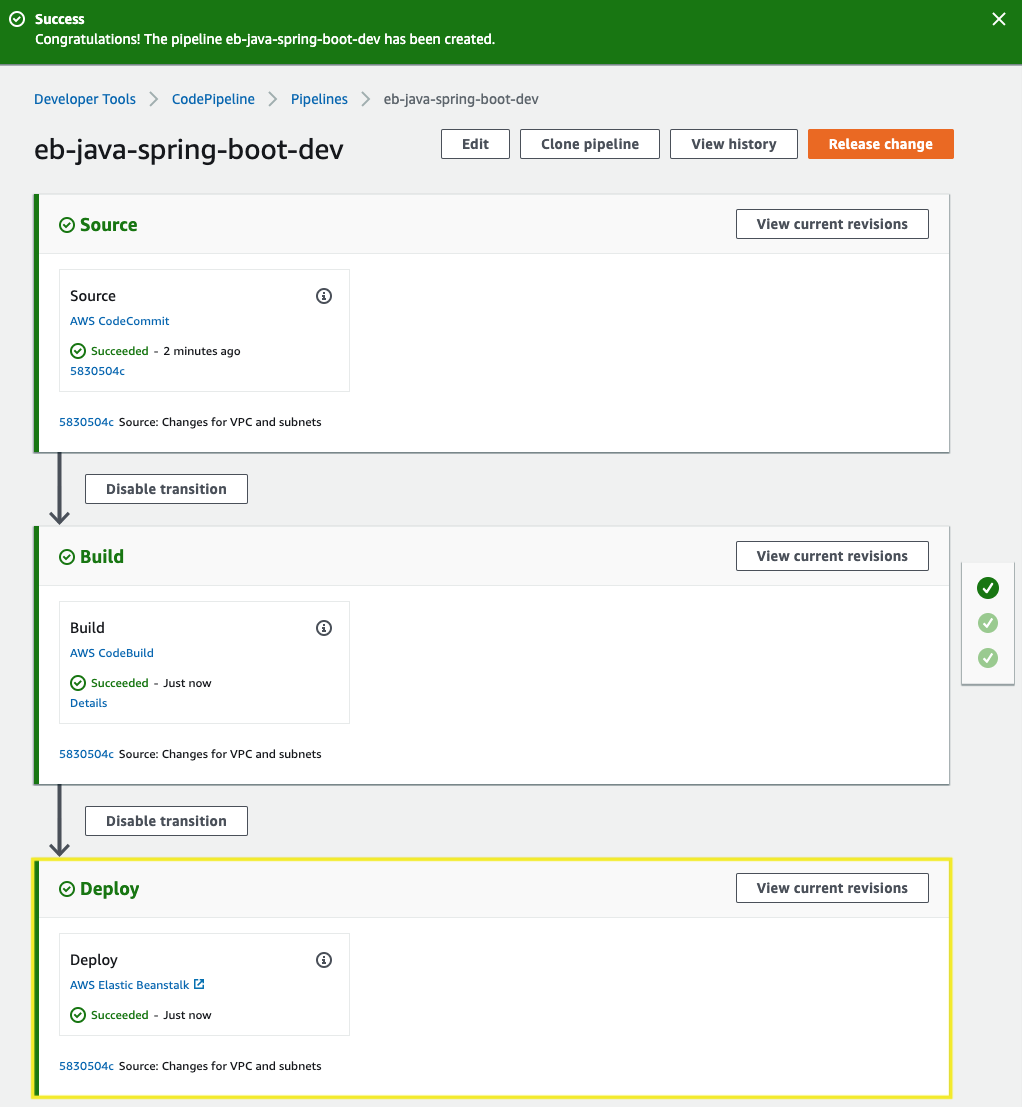 Success
Congratulations! The pipeline eb-java-spring-boot-dev has been created.
Developer Tools > CodePipeline > Pipelines > eb-java-spring-boot-dev
eb-java-spring-boot-dev
Edit
Clone pipeline
View history
Release change
Source
View current revisions
Source
AWS CodeCommit
Succeeded - 2 minutes ago
5830504c
5830504c Source: Changes for VPC and subnets
Disable transition
Build
View current revisions
Build
AWS CodeBuild
Succeeded - Just now
Details
5830504c Source: Changes for VPC and subnets
Disable transition
Deploy
View current revisions
Deploy
AWS Elastic Beanstalk
Succeeded - Just now
5830504c Source: Changes for VPC and subnets